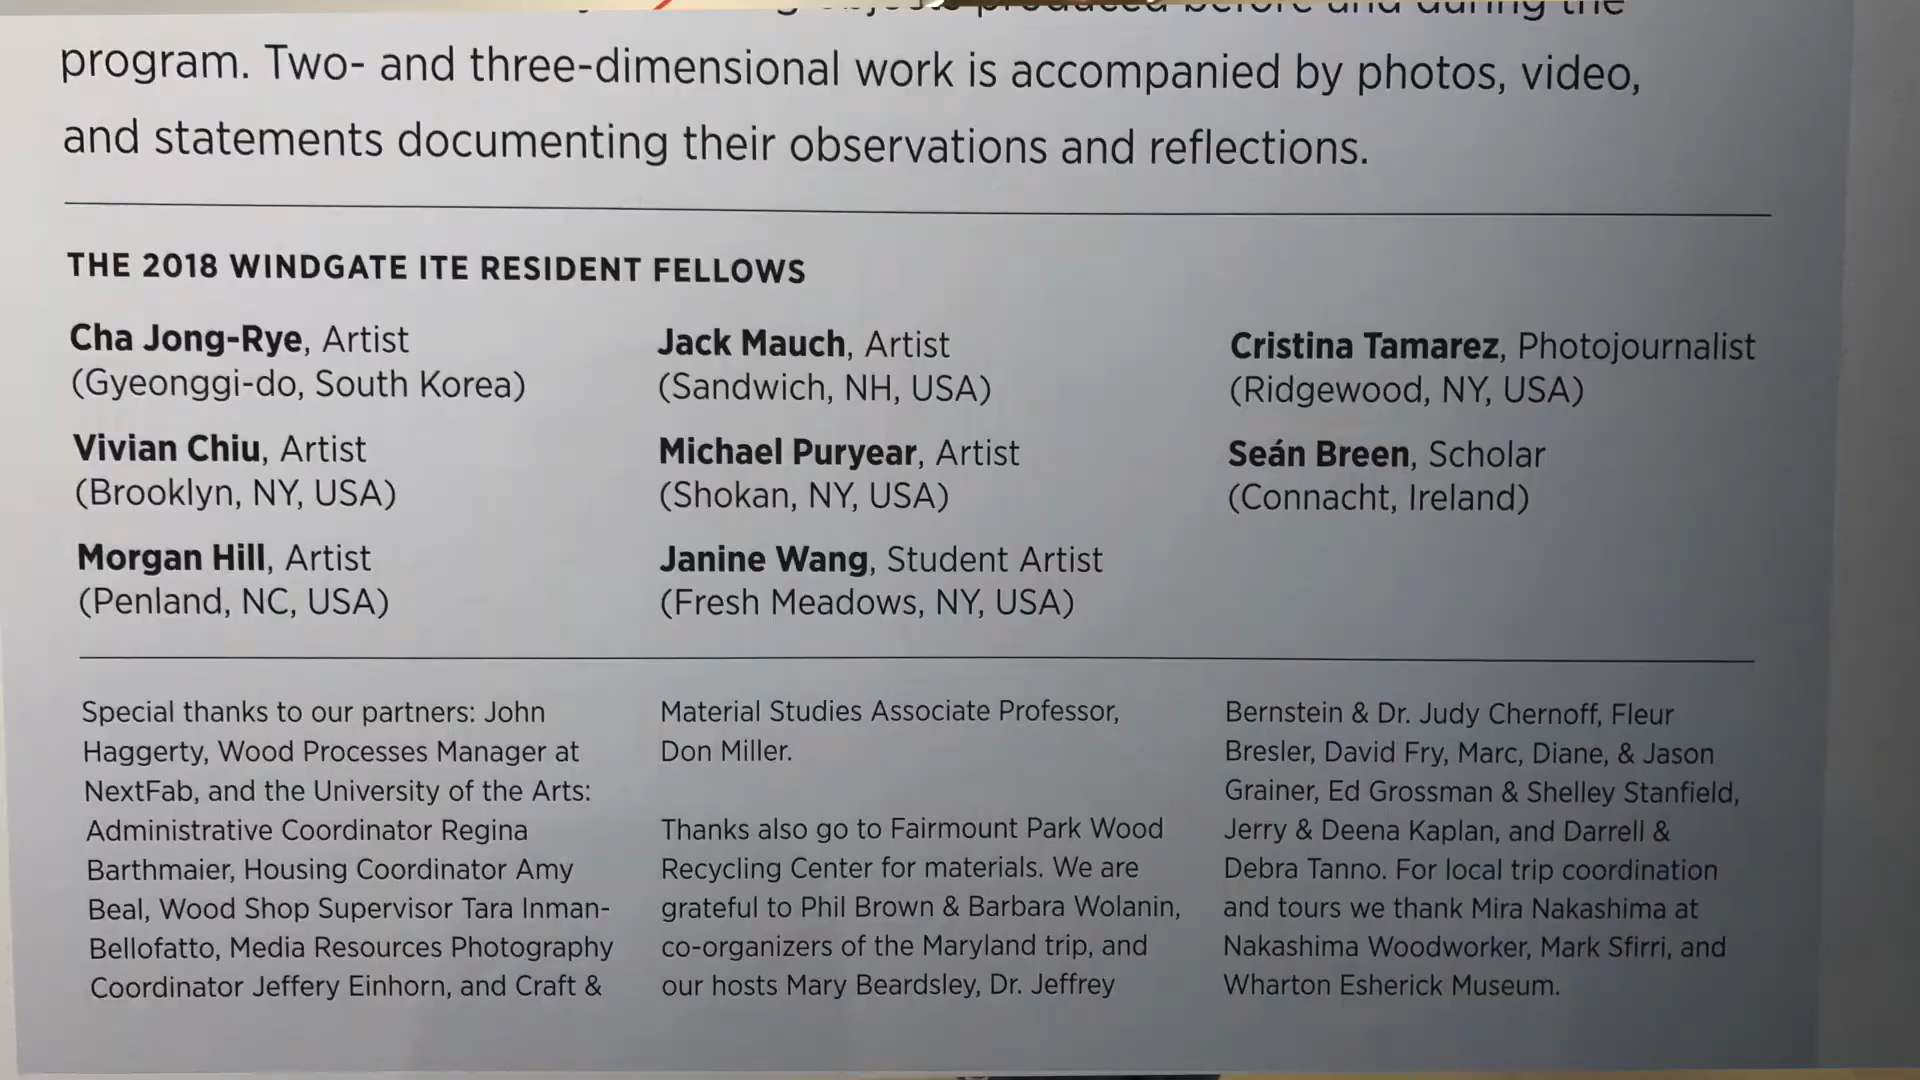 objects produced before and during the
program. Two- and three-dimensional work is accompanied by photos, video,
and statements documenting their observations and reflections.
THE 2018 WINDGATE ITE RESIDENT FELLOWS
Cha Jong-Rye, Artist
(Gyeonggi-do, South Korea)
Vivian Chiu, Artist
(Brooklyn, NY, USA)
Morgan Hill, Artist
(Penland, NC, USA)
Jack Mauch, Artist
(Sandwich, NH, USA)
Michael Puryear, Artist
(Shokan, NY, USA)
Janine Wang, Student Artist
(Fresh Meadows, NY, USA)
Cristina Tamarez, Photojournalist
(Ridgewood, NY, USA)
Seán Breen, Scholar
(Connacht, Ireland)
Special thanks to our partners: John
Haggerty, Wood Processes Manager at
NextFab, and the University of the Arts:
Administrative Coordinator Regina
Barthmaier, Housing Coordinator Amy
Beal, Wood Shop Supervisor Tara Inman-
Bellofatto, Media Resources Photography
Coordinator Jeffery Einhorn, and Craft &
Material Studies Associate Professor,
Don Miller.
Thanks also go to Fairmount Park Wood
Recycling Center for materials. We are
grateful to Phil Brown & Barbara Wolanin,
co-organizers of the Maryland trip, and
our hosts Mary Beardsley, Dr. Jeffrey
Bernstein & Dr. Judy Chernoff, Fleur
Bresler, David Fry, Marc, Diane, & Jason
Grainer, Ed Grossman & Shelley Stanfield,
Jerry & Deena Kaplan, and Darrell &
Debra Tanno. For local trip coordination
and tours we thank Mira Nakashima at
Nakashima Woodworker, Mark Sfirri, and
Wharton Esherick Museum.